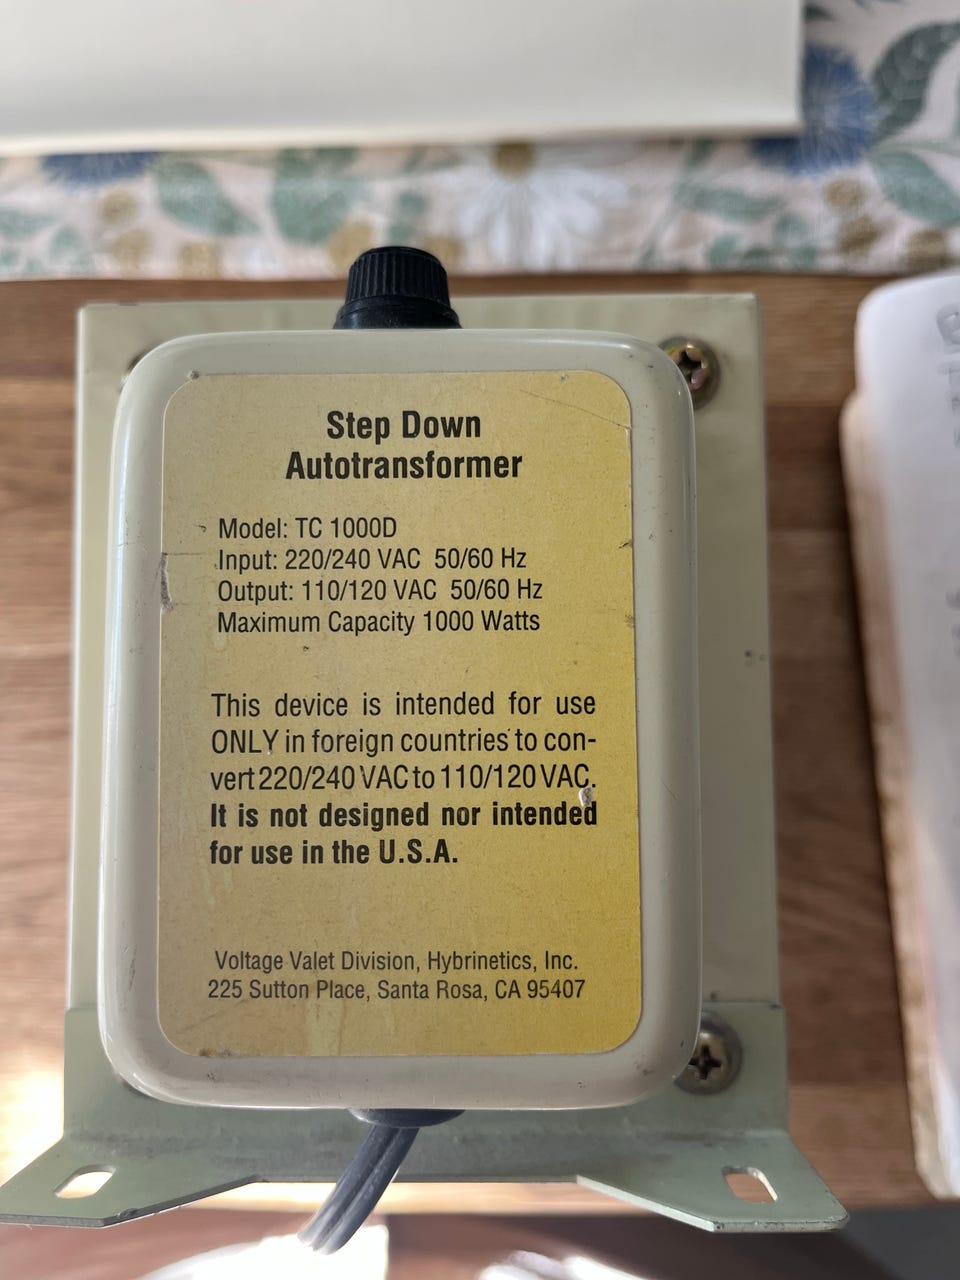 Step Down
Autotransformer
Model: TC 1000D
Input: 220/240 VAC 50/60 Hz
Output: 110/120 VAC 50/60 Hz
Maximum Capacity 1000 Watts
This device is intended for use
ONLY in foreign countries to con-
vert 220/240 VAC to 110/120 VAC.
It is not designed nor intended
for use in the U.S.A.
Voltage Valet Division, Hybrinetics, Inc.
225 Sutton Place, Santa Rosa, CA 95407